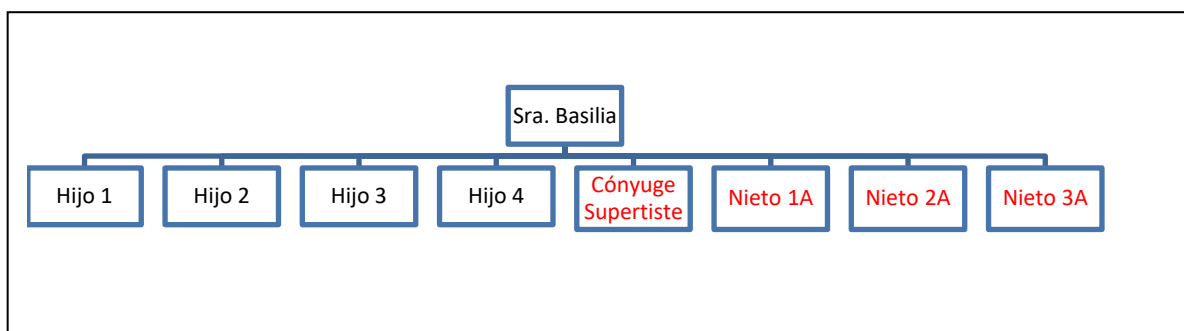 Sra. Basilia
Hijo 1
Hijo 2
Hijo 3
Hijo 4
Cónyuge
Supertiste
Nieto 1A
Nieto 2A
Nieto 3A